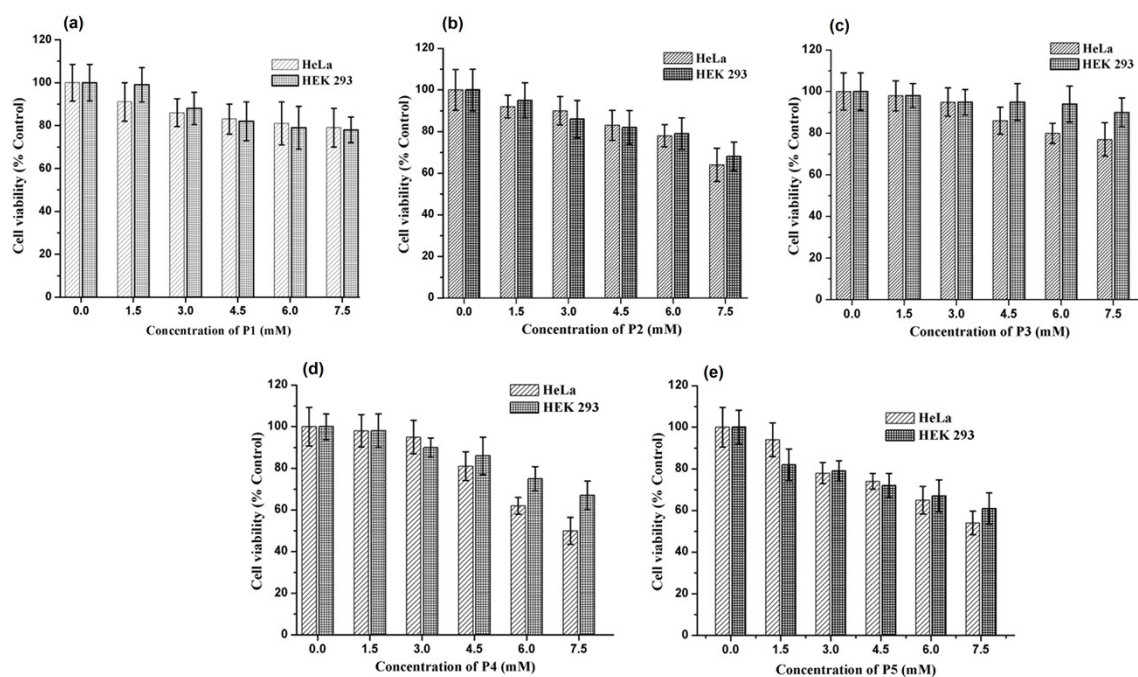 (a)
120
100
80
60
40
20
0
Cell viability (% Control)
HeLa
HEK 293
0.0 1.5 3.0 4.5 6.0 7.5
Concentration of P1 (mM)
(b)
120
100
80
60
40
20
0
Cell viability (% Control)
HeLa
HEK 293
0.0 1.5 3.0 4.5 6.0 7.5
Concentration of P2 (mM)
(c)
120
100
80
60
40
20
0
Cell viability (% Control)
HeLa
HEK 293
0.0 1.5 3.0 4.5 6.0 7.5
Concentration of P3 (mM)
(d)
120
100
80
60
40
20
0
Cell viability (% Control)
HeLa
HEK 293
0.0 1.5 3.0 4.5 6.0 7.5
Concentration of P4 (mM)
(e)
120
100
80
60
40
20
0
Cell viability (% Control)
HeLa
HEK 293
0.0 1.5 3.0 4.5 6.0 7.5
Concentration of P5 (mM)